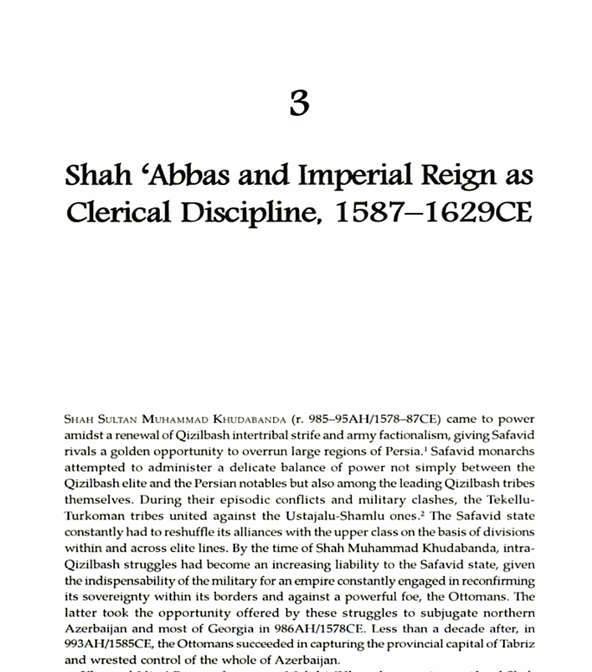 3
Shah ‘Abbas and Imperial Reign as
Clerical Discipline, 1587–1629CE
SHAH SULTAN MUHAMMAD KHUDABANDA (r. 985–95AH/1578–87CE) came to power
amidst a renewal of Qizilbash intertribal strife and army factionalism, giving Safavid
rivals a golden opportunity to overrun large regions of Persia.¹ Safavid monarchs
attempted to administer a delicate balance of power not simply between the
Qizilbash elite and the Persian notables but also among the leading Qizilbash tribes
themselves. During their episodic conflicts and military clashes, the Tekellu-
Turkoman tribes united against the Ustajalu-Shamlu ones.² The Safavid state
constantly had to reshuffle its alliances with the upper class on the basis of divisions
within and across elite lines. By the time of Shah Muhammad Khudabanda, intra-
Qizilbash struggles had become an increasing liability to the Safavid state, given
the indispensability of the military for an empire constantly engaged in reconfirming
its sovereignty within its borders and against a powerful foe, the Ottomans. The
latter took the opportunity offered by these struggles to subjugate northern
Azerbaijan and most of Georgia in 986AH/1578CE. Less than a decade after, in
993AH/1585CE, the Ottomans succeeded in capturing the provincial capital of Tabriz
and wrested control of the whole of Azerbaijan.